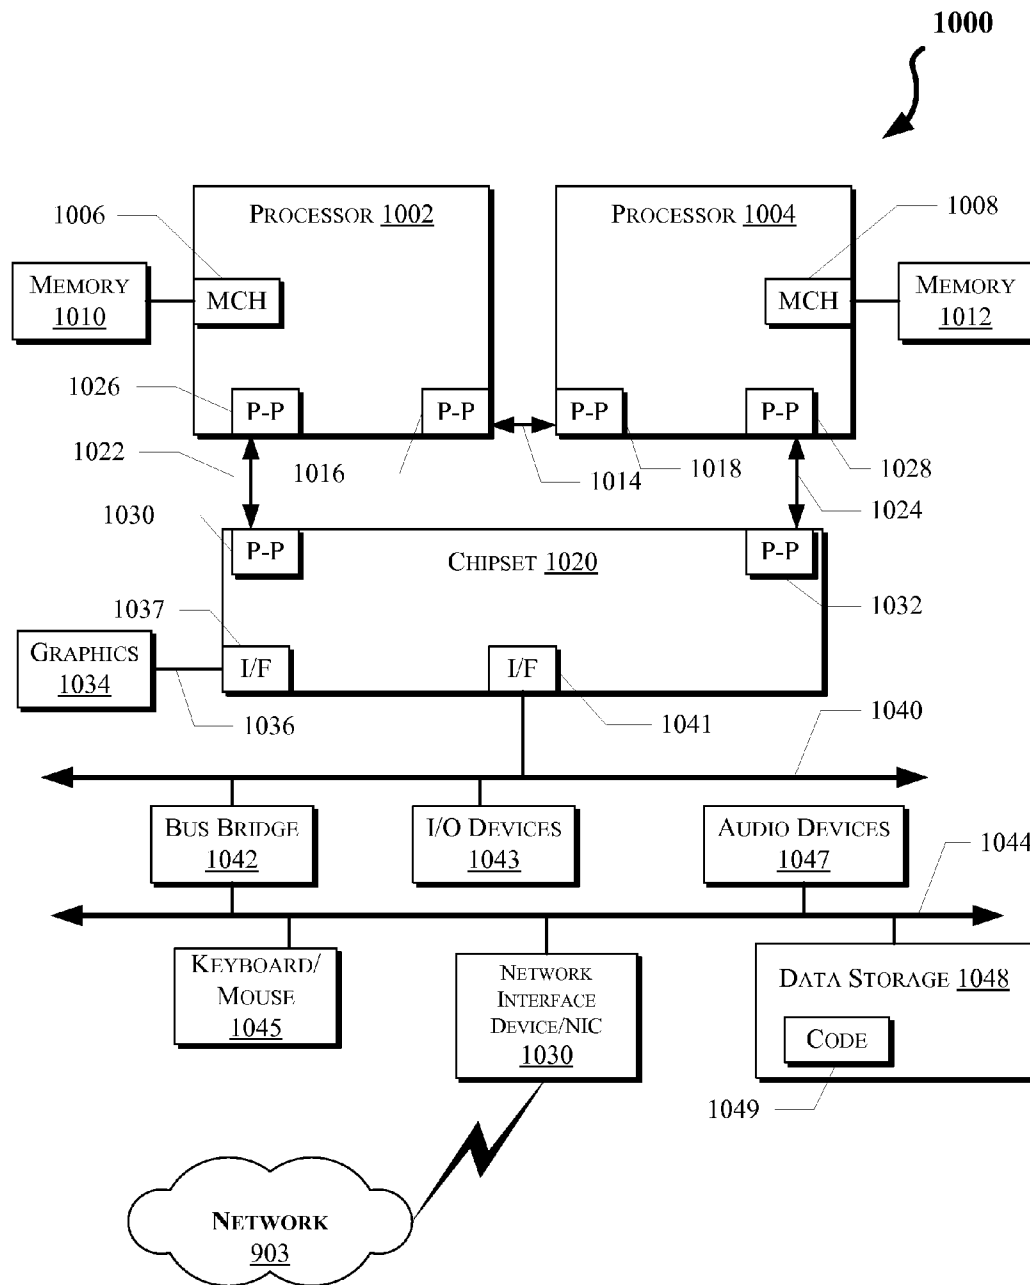 1000
PROCESSOR 1002
PROCESSOR 1004
1006
1008
MEMORY
1010
MCH
MCH
MEMORY
1012
1026
P-P
P-P
P-P
P-P
1022
1016
1014
1018
1028
1024
1030
P-P
CHIPSET 1020
P-P
1032
1037
GRAPHICS
1034
I/F
I/F
1036
1041
1040
BUS BRIDGE
1042
I/O DEVICES
1043
AUDIO DEVICES
1047
1044
KEYBOARD/
MOUSE
1045
NETWORK
INTERFACE
DEVICE/NIC
1030
DATA STORAGE 1048
CODE
1049
NETWORK
903